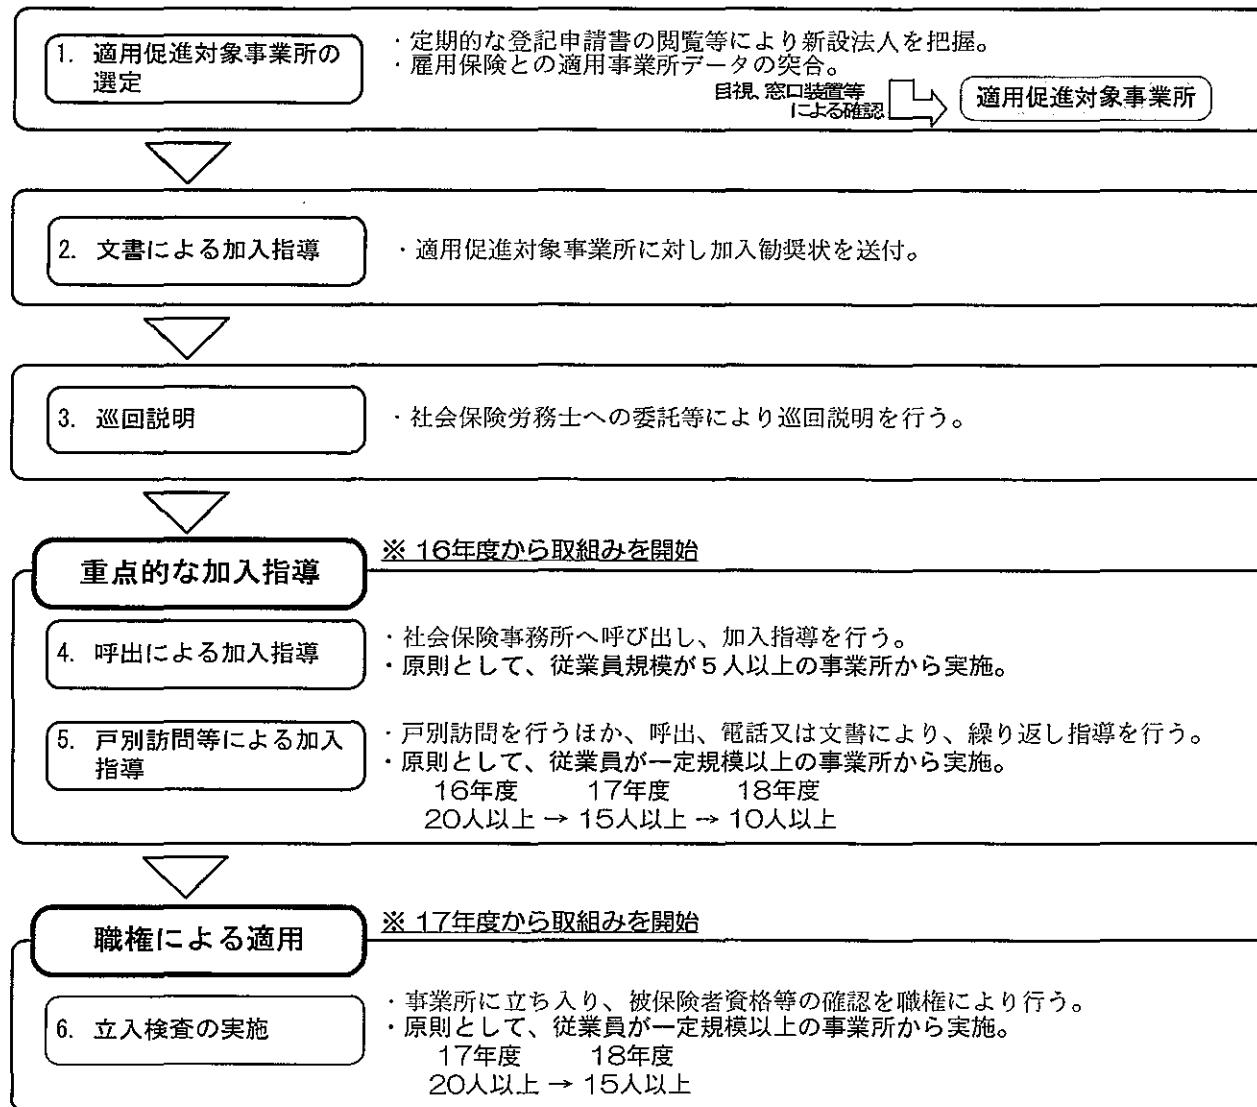 1. 適用促進対象事業所の
選定
・定期的な登記申請書の閲覧等により新設法人を把握。
・雇用保険との適用事業所データの突合。
目視、窓口装置等
による確認
適用促進対象事業所
2. 文書による加入指導
・適用促進対象事業所に対し加入勧奨状を送付。
3. 巡回説明
・社会保険労務士への委託等により巡回説明を行う。
重点的な加入指導
※ 16年度から取組みを開始
4. 呼出による加入指導
・社会保険事務所へ呼び出し、加入指導を行う。
・原則として、従業員規模が5人以上の事業所から実施。
5. 戸別訪問等による加入
指導
・戸別訪問を行うほか、呼出、電話又は文書により、繰り返し指導を行う。
・原則として、従業員が一定規模以上の事業所から実施。
16年度 17年度 18年度
20人以上 → 15人以上 → 10人以上
職権による適用
※ 17年度から取組みを開始
6. 立入検査の実施
・事業所に立ち入り、被保険者資格等の確認を職権により行う。
・原則として、従業員が一定規模以上の事業所から実施。
17年度 18年度
20人以上 → 15人以上